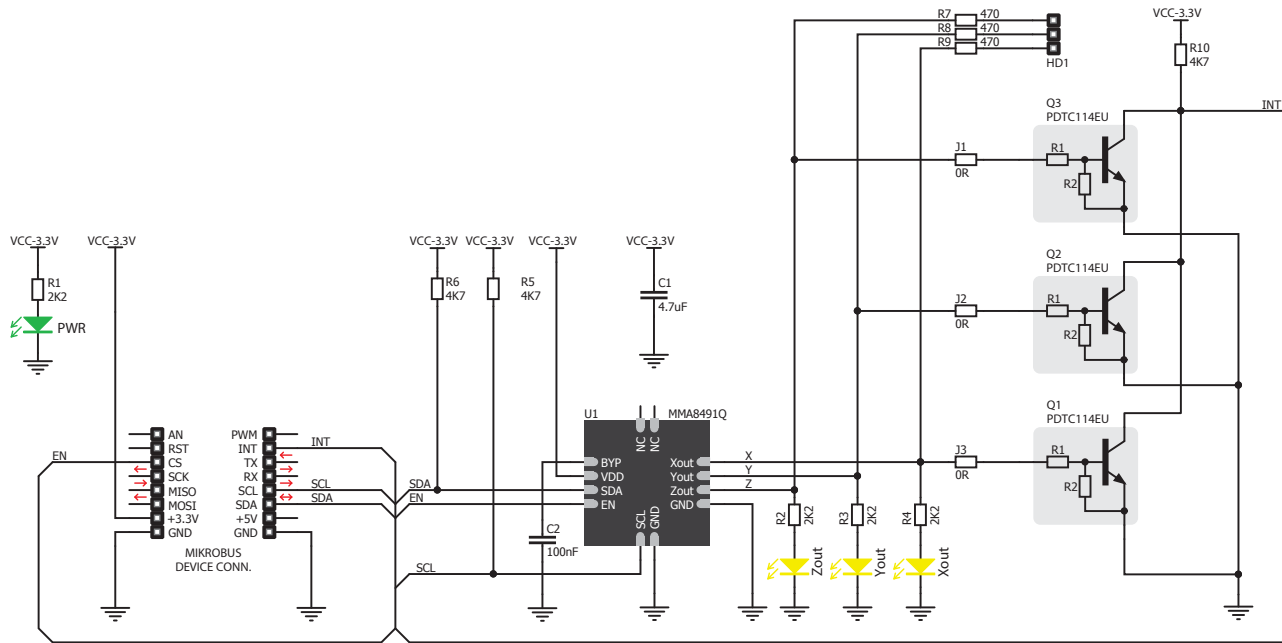 R7 470
R8 470
R9 470
HD1
VCC-3.3V
R10
4K7
INT
Q3
PDTC114EU
J1
0R
R1
R2
Q2
PDTC114EU
J2
0R
R1
R2
Q1
PDTC114EU
J3
0R
R1
R2
VCC-3.3V VCC-3.3V VCC-3.3V VCC-3.3V VCC-3.3V VCC-3.3V
R1
2K2
PWR
R6
4K7
R5
4K7
C1
4.7uF
U1 MMA8491Q
NC NC
BYP
VDD
SDA
EN
SCL GND
Xout
Yout
Zout
GND
X
Y
Z
C2
100nF
R2 2K2
R3 2K2
R4 2K2
Zout
Yout
Xout
EN
AN
RST
CS
SCK
MISO
MOSI
+3.3V
GND
PWM
INT
TX
RX
SCL
SDA
+5V
GND
INT
SCL
SDA
SDA
EN
SCL
MIKROBUS
DEVICE CONN.